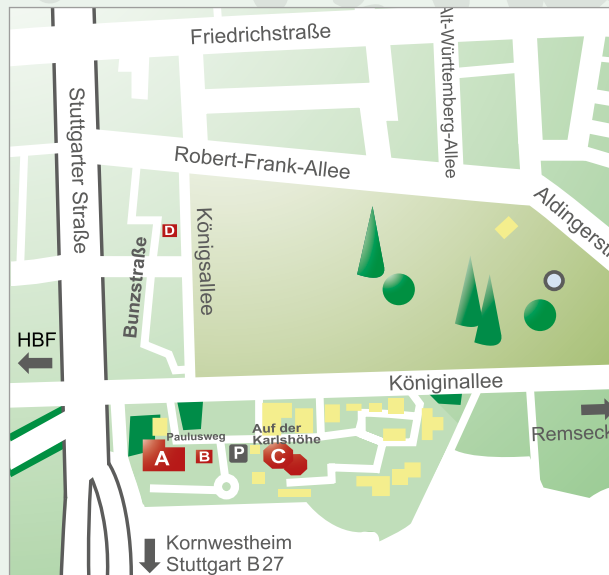 Friedrichstraße
Alt-Württemberg-Allee
Stuttgarter Straße
Robert-Frank-Allee
Aldingerst
Königsallee
D
Bunzstraße
HBF
Königinallee
Remseck
Auf der
Karlshöhe
Paulusweg
A
B
P
C
Kornwestheim
Stuttgart B27